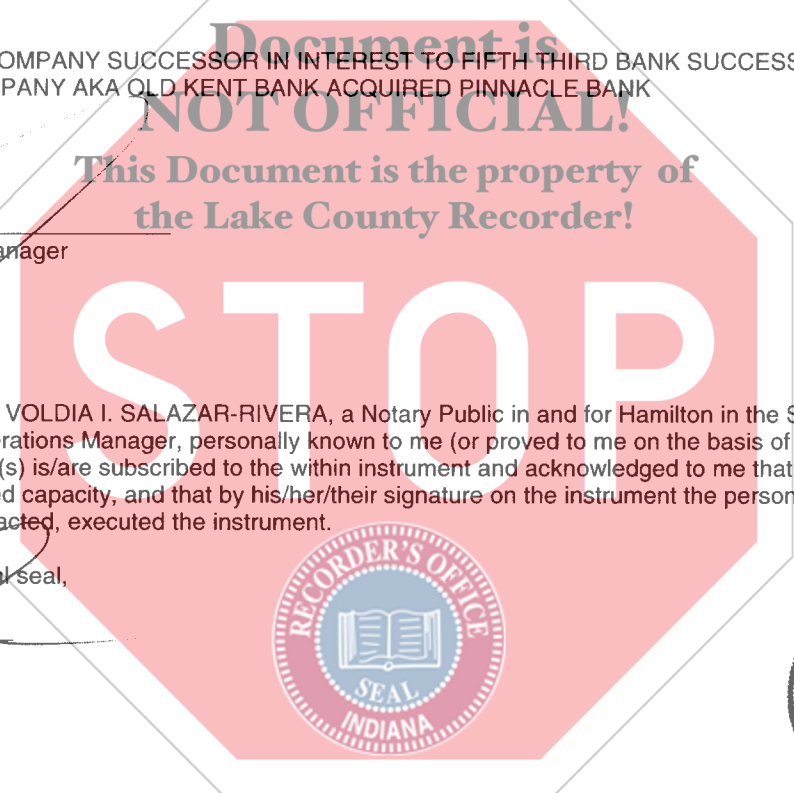 Document is
OMPANY SUCCESSOR IN INTEREST TO FIFTH THIRD BANK SUCCESS
PANY AKA OLD KENT BANK ACQUIRED PINNACLE BANK
NOT OFFICIAL!
This Document is the property of
the Lake County Recorder!
anager
STOP
VOLDIA I. SALAZAR-RIVERA, a Notary Public in and for Hamilton in the S
erations Manager, personally known to me (or proved to me on the basis of
(s) is/are subscribed to the within instrument and acknowledged to me that
ed capacity, and that by his/her/their signature on the instrument the person
acted, executed the instrument.
al seal,
RECORDER'S OFFICE
SEAL
INDIANA